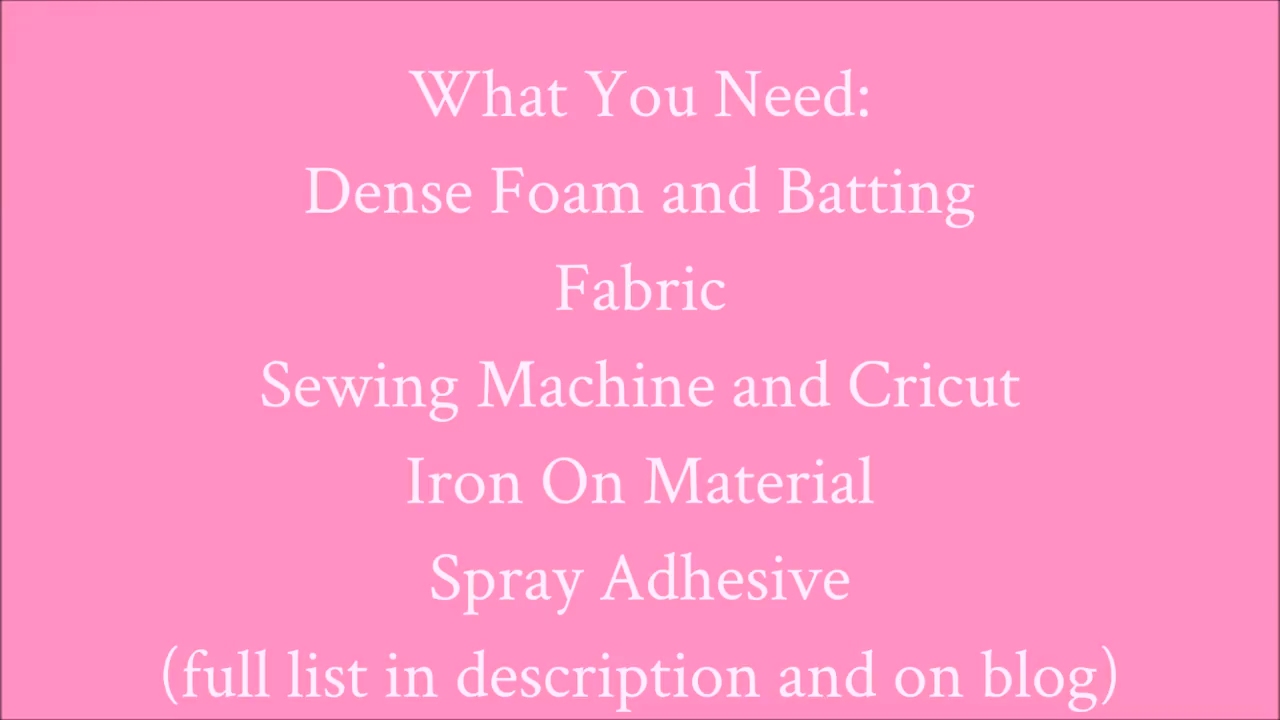 What You Need:
Dense Foam and Batting
Fabric
Sewing Machine and Cricut
Iron On Material
Spray Adhesive
(full list in description and on blog)